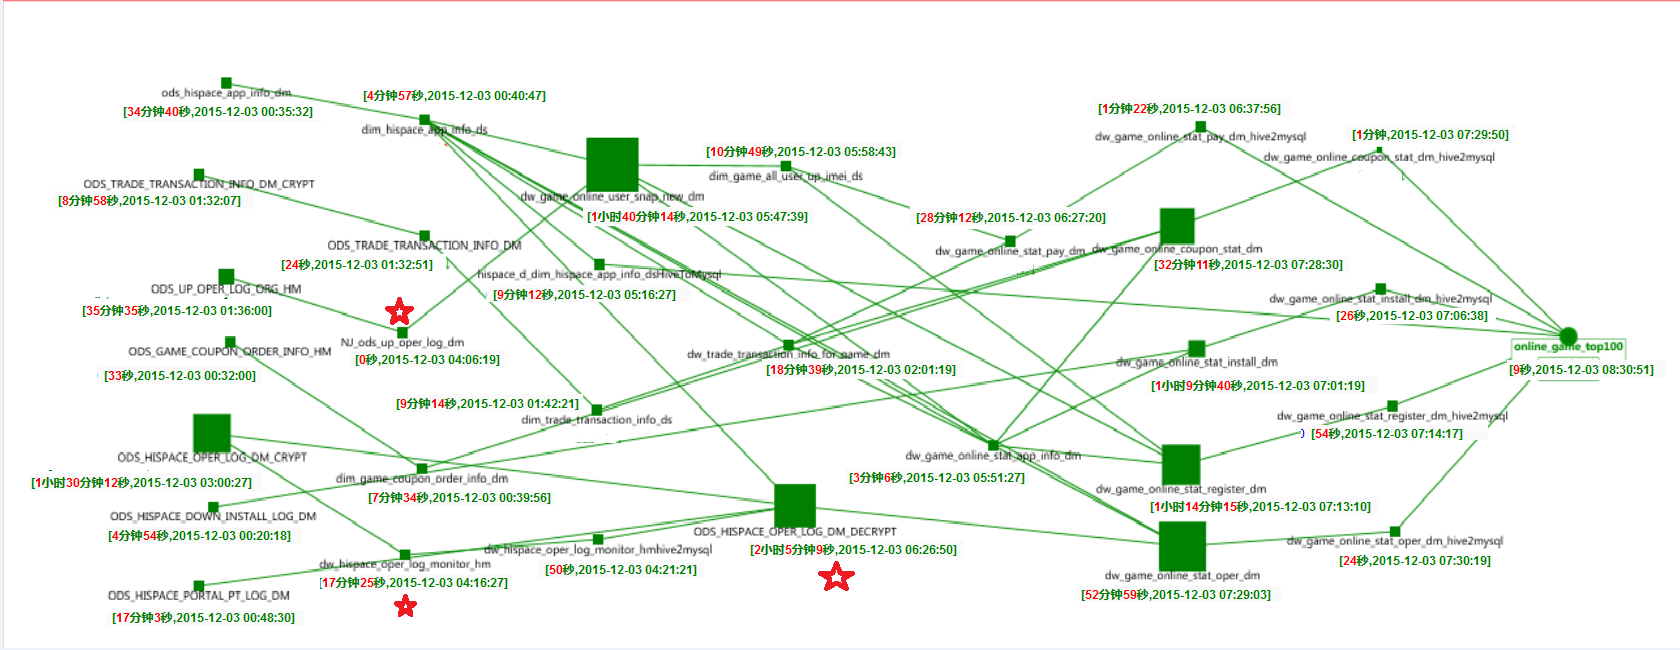 ods_hispace_app_info_dm
[34分钟40秒,2015-12-03 00:35:32]
[4分钟57秒,2015-12-03 00:40:47]
dim_hispace_app_info_ds
ODS_TRADE_TRANSACTION_INFO_DM_CRYPT
[8分钟58秒,2015-12-03 01:32:07]
dw_game_online_user_snap_new_dm
[1小时40分钟14秒,2015-12-03 05:47:39]
[10分钟49秒,2015-12-03 05:58:43]
dim_game_all_user_up_imei_ds
[1分钟22秒,2015-12-03 06:37:56]
dw_game_online_stat_pay_dm_hive2mysql
[1分钟,2015-12-03 07:29:50]
dw_game_online_coupon_stat_dm_hive2mysql
ODS_TRADE_TRANSACTION_INFO_DM
[24秒,2015-12-03 01:32:51]
[28分钟12秒,2015-12-03 06:27:20]
dw_game_online_stat_pay_dm
dw_game_online_coupon_stat_dm
[32分钟11秒,2015-12-03 07:28:30]
hispace_d_dim_hispace_app_info_dsHiveToMysql
[9分钟12秒,2015-12-03 05:16:27]
ODS_UP_OPER_LOG_ORG_HM
[35分钟35秒,2015-12-03 01:36:00]
dw_game_online_stat_install_dm_hive2mysql
[26秒,2015-12-03 07:06:38]
NJ_ods_up_oper_log_dm
[0秒,2015-12-03 04:06:19]
ODS_GAME_COUPON_ORDER_INFO_HM
[33秒,2015-12-03 00:32:00]
dw_trade_transaction_info_for_name_dm
[18分钟39秒,2015-12-03 02:01:19]
dw_game_online_stat_install_dm
[1小时9分钟40秒,2015-12-03 07:01:19]
online_game_top100
[9秒,2015-12-03 08:30:51]
[9分钟14秒,2015-12-03 01:42:21]
dim_trade_transaction_info_ds
dw_game_online_stat_register_dm_hive2mysql
[54秒,2015-12-03 07:14:17]
ODS_HISPACE_OPER_LOG_DM_CRYPT
[1小时30分钟12秒,2015-12-03 03:00:27]
dim_game_coupon_order_info_dm
[7分钟34秒,2015-12-03 00:39:56]
dw_game_online_stat_app_info_dm
[3分钟6秒,2015-12-03 05:51:27]
dw_game_online_stat_register_dm
[1小时14分钟15秒,2015-12-03 07:13:10]
ODS_HISPACE_DOWN_INSTALL_LOG_DM
[4分钟54秒,2015-12-03 00:20:18]
ODS_HISPACE_OPER_LOG_DM_DECRYPT
[2小时5分钟9秒,2015-12-03 06:26:50]
dw_hispace_oper_log_monitor_hmhive2mysql
[50秒,2015-12-03 04:21:21]
dw_game_online_stat_oper_dm_hive2mysql
[24秒,2015-12-03 07:30:19]
dw_hispace_oper_log_monitor_hm
[17分钟25秒,2015-12-03 04:16:27]
dw_game_online_stat_oper_dm
[52分钟59秒,2015-12-03 07:29:03]
ODS_HISPACE_PORTAL_PT_LOG_DM
[17分钟3秒,2015-12-03 00:48:30]